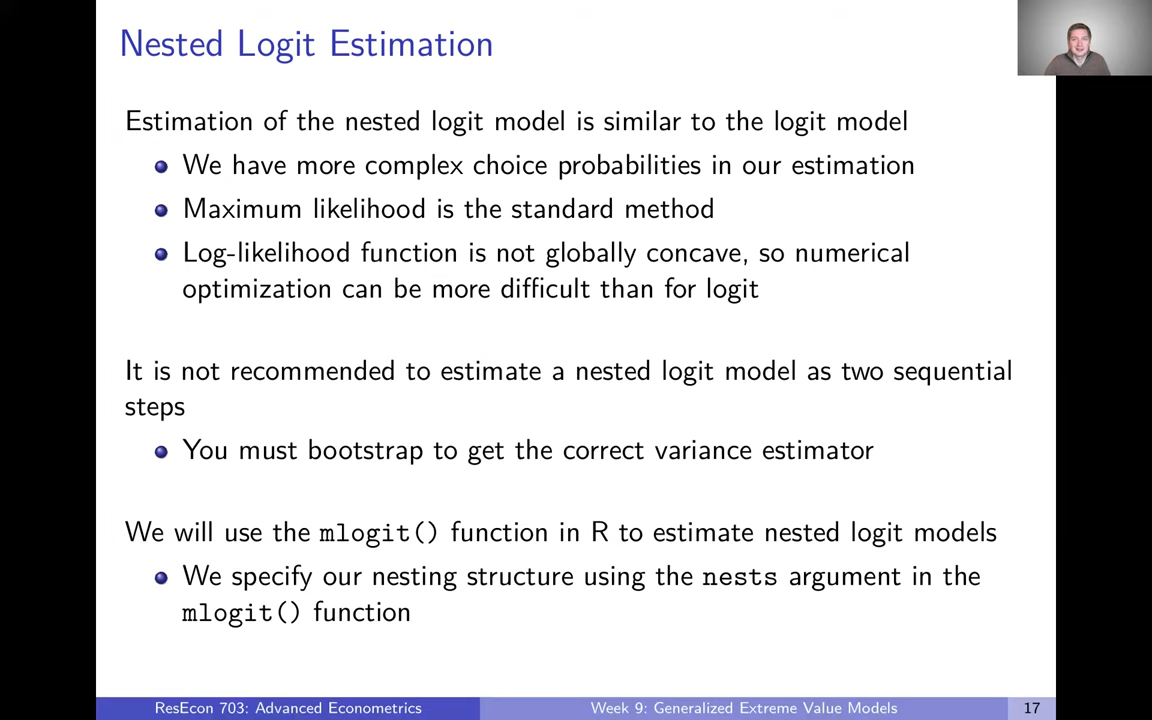 Nested Logit Estimation
Estimation of the nested logit model is similar to the logit model
We have more complex choice probabilities in our estimation
Maximum likelihood is the standard method
Log-likelihood function is not globally concave, so numerical
optimization can be more difficult than for logit
It is not recommended to estimate a nested logit model as two sequential
steps
You must bootstrap to get the correct variance estimator
We will use the mlogit() function in R to estimate nested logit models
We specify our nesting structure using the nests argument in the
mlogit() function
ResEcon 703: Advanced Econometrics
Week 9: Generalized Extreme Value Models
17